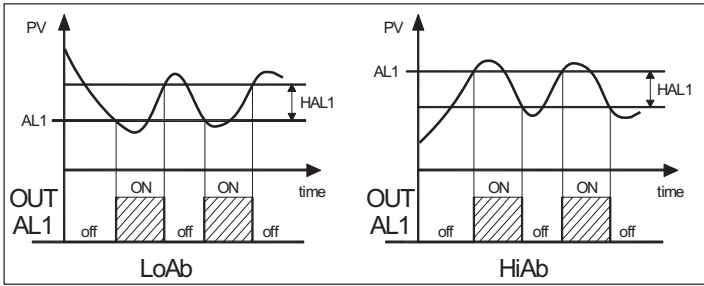 PV
HAL1
AL1
time
OUT
AL1
off
ON
off
ON
off
LoAb
PV
AL1
HAL1
time
OUT
AL1
off
ON
off
ON
off
HiAb